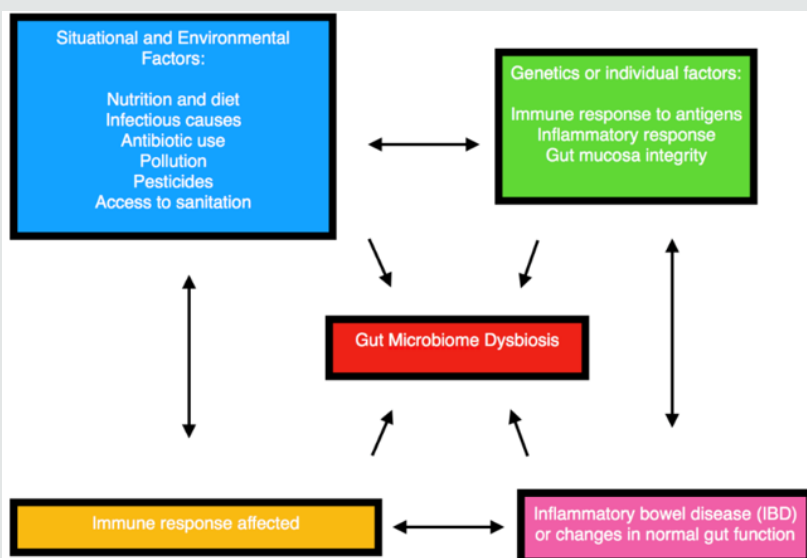 Situational and Environmental
Factors:
Nutrition and diet
Infectious causes
Antibiotic use
Pollution
Pesticides
Access to sanitation
Genetics or individual factors:
Immune response to antigens
Inflammatory response
Gut mucosa integrity
Gut Microbiome Dysbiosis
Immune response affected
Inflammatory bowel disease (IBD)
or changes in normal gut function